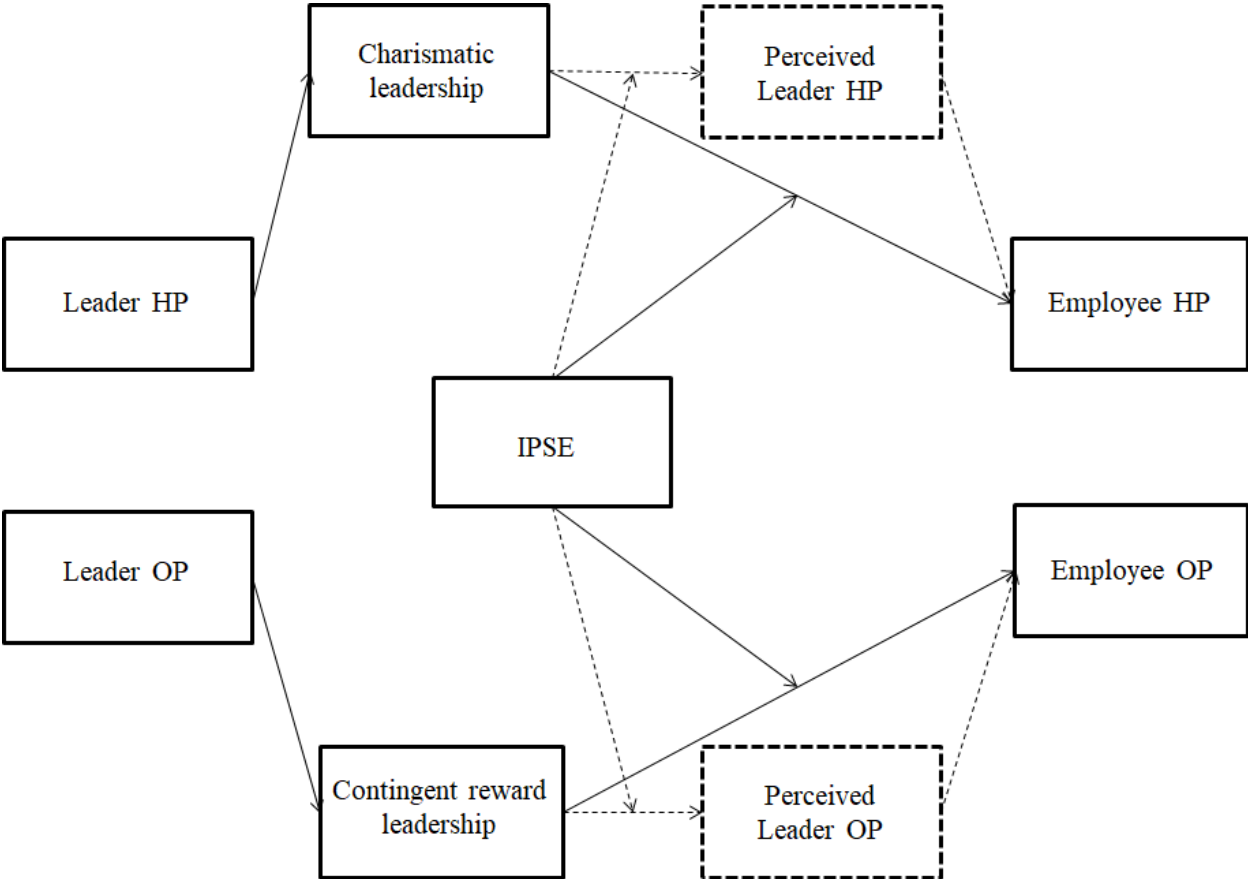 Charismatic
leadership
Perceived
Leader HP
Leader HP
Employee HP
IPSE
Leader OP
Employee OP
Contingent reward
leadership
Perceived
Leader OP